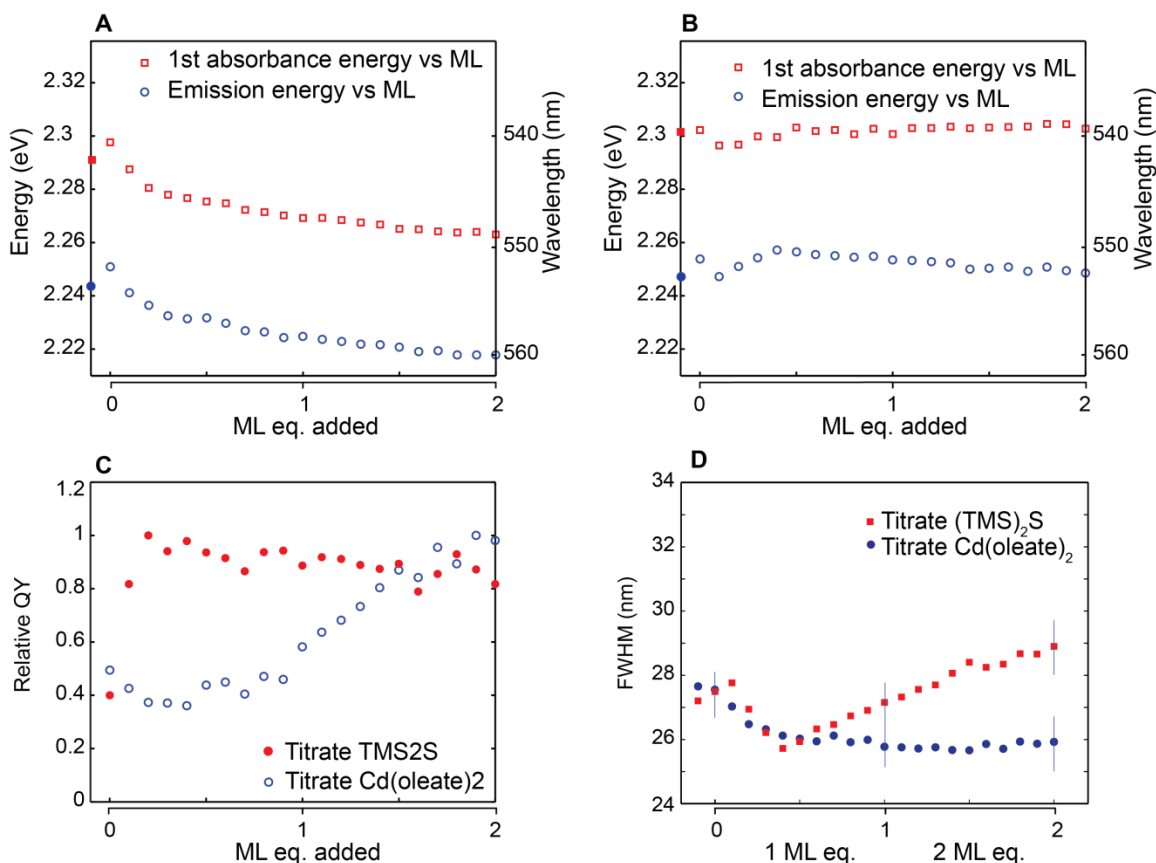 A
1st absorbance energy vs ML
Emission energy vs ML
Energy (eV)
2.32
2.3
2.28
2.26
2.24
2.22
Wavelength (nm)
540
550
560
0 1 2
ML eq. added
B
1st absorbance energy vs ML
Emission energy vs ML
Energy (eV)
2.32
2.3
2.28
2.26
2.24
2.22
Wavelength (nm)
540
550
560
0 1 2
ML eq. added
C
Relative QY
1.2
1
0.8
0.6
0.4
0.2
0
Titrate TMS2S
Titrate Cd(oleate)2
0 1 2
ML eq. added
D
FWHM (nm)
34
32
30
28
26
24
Titrate (TMS)₂S
Titrate Cd(oleate)₂
0 1 2
1 ML eq. 2 ML eq.